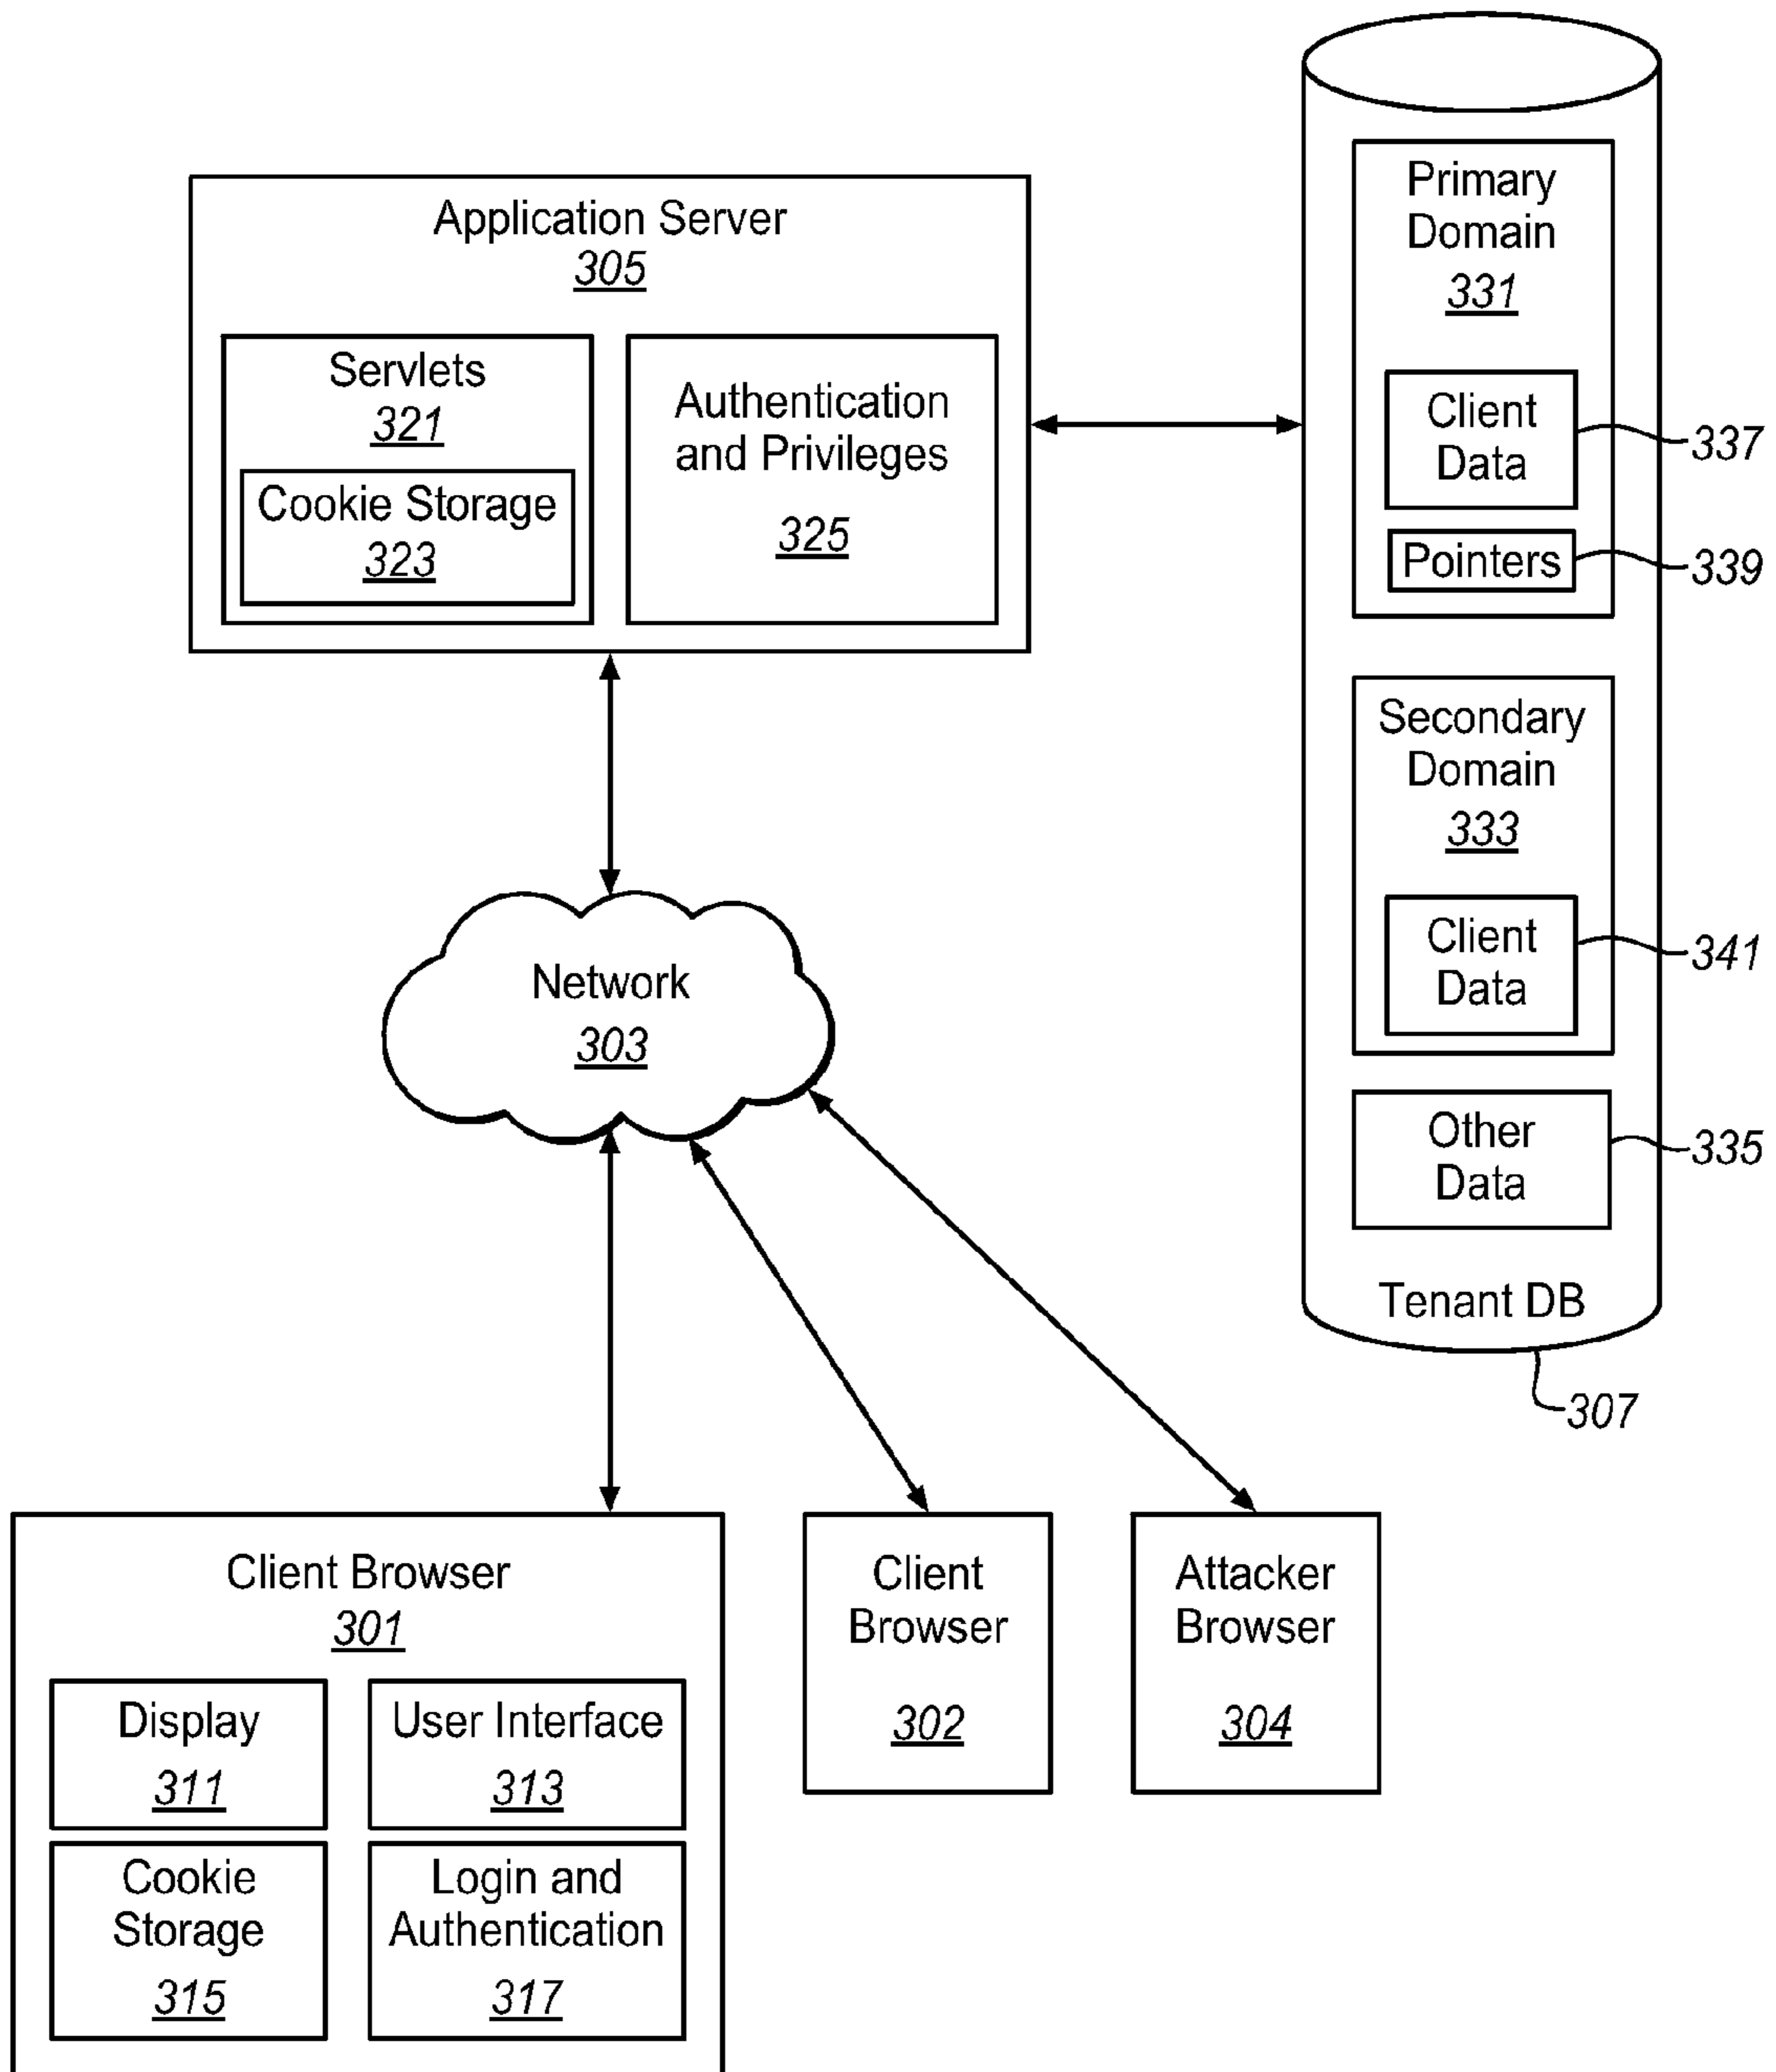 Application Server
305
Servlets
321
Cookie Storage
323
Authentication
and Privileges
325
Primary
Domain
331
Client
Data
337
Pointers
339
Secondary
Domain
333
Client
Data
341
Other
Data
335
Tenant DB
307
Network
303
Client Browser
301
Display
311
User Interface
313
Cookie
Storage
315
Login and
Authentication
317
Client
Browser
302
Attacker
Browser
304